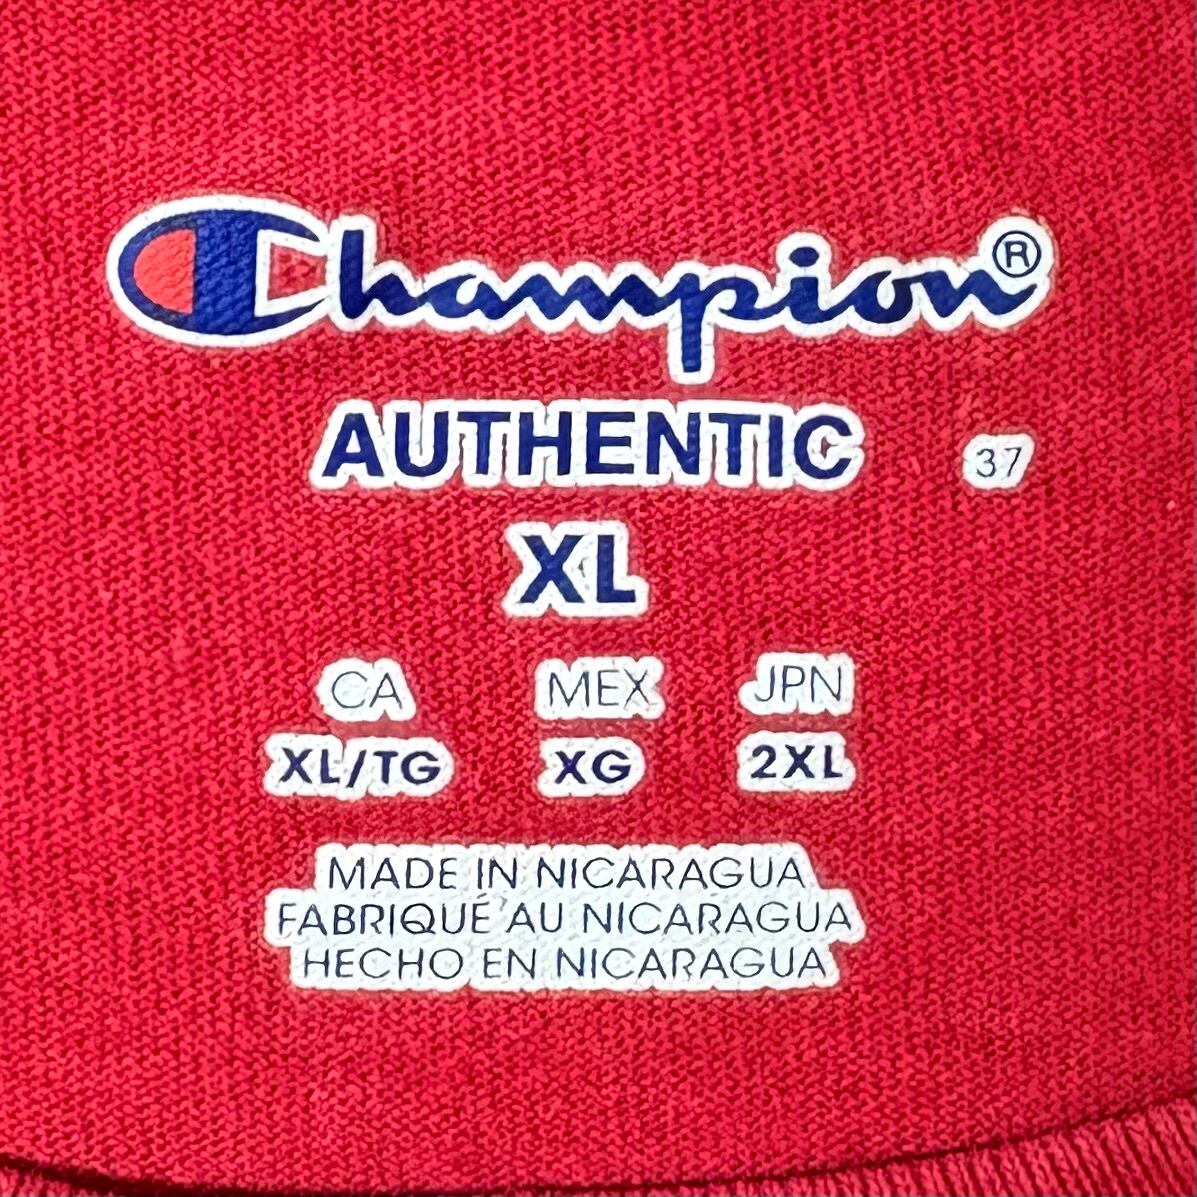 Champion®
AUTHENTIC 37
XL
CA MEX JPN
XL/TG XG 2XL
MADE IN NICARAGUA
FABRIQUÉ AU NICARAGUA
HECHO EN NICARAGUA